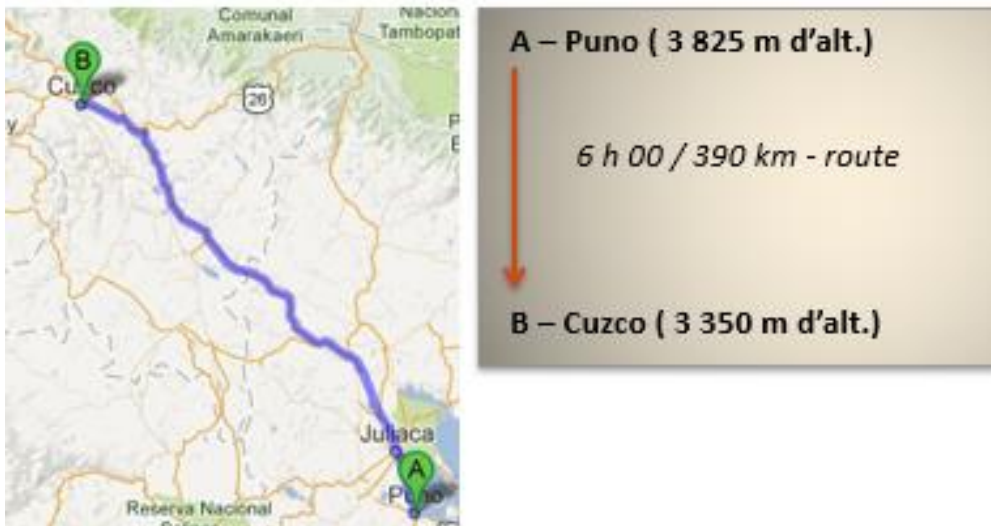 Comunal
Amarakaeri
Nacion
Tambopat
B
Cuzco
26
y
Juliaca
A
Puno
Reserva Nacional
A – Puno ( 3 825 m d'alt.)
6 h 00 / 390 km - route
B – Cuzco ( 3 350 m d'alt.)